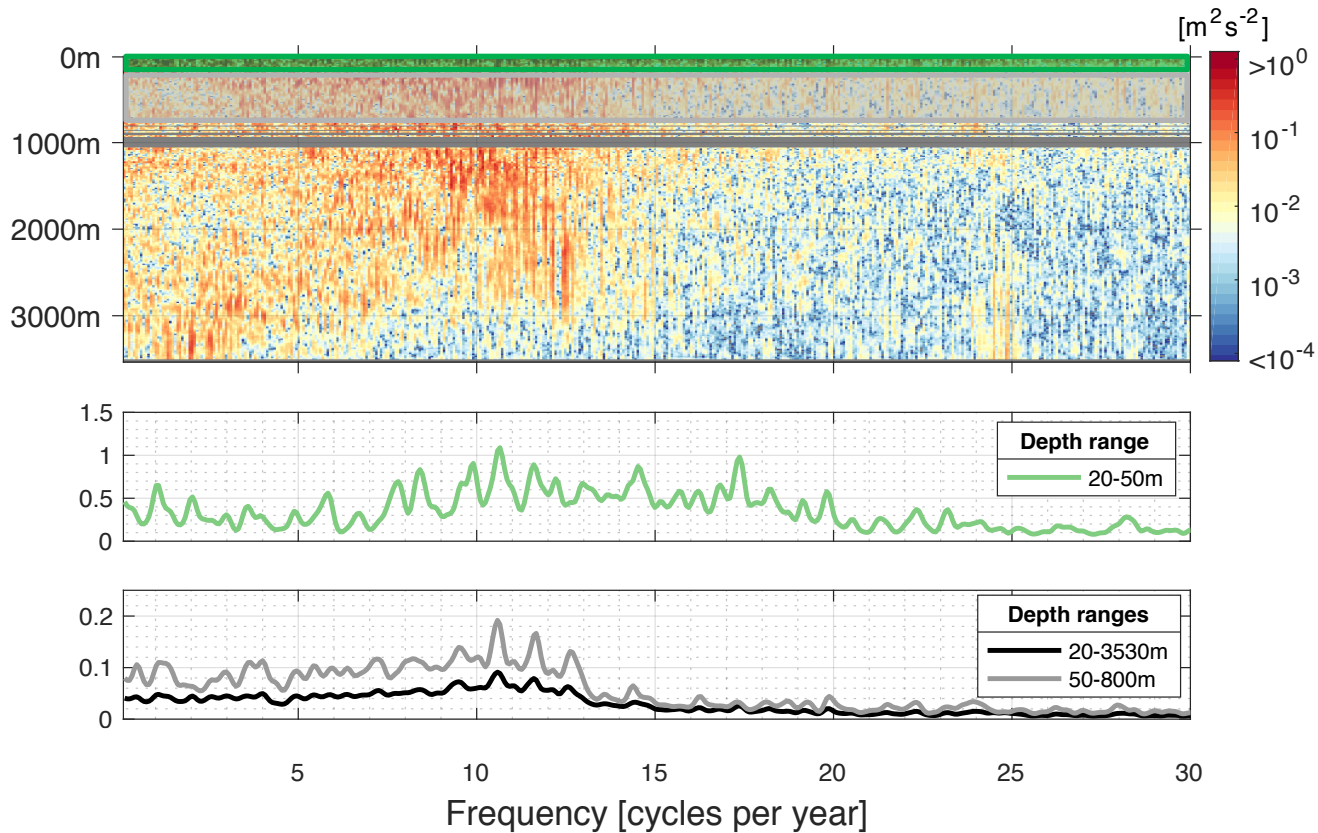 [m²s⁻²]
0m
1000m
2000m
3000m
>10⁰
10⁻¹
10⁻²
10⁻³
<10⁻⁴
1.5
1
0.5
0
Depth range
20-50m
0.2
0.1
0
Depth ranges
20-3530m
50-800m
5 10 15 20 25 30
Frequency [cycles per year]